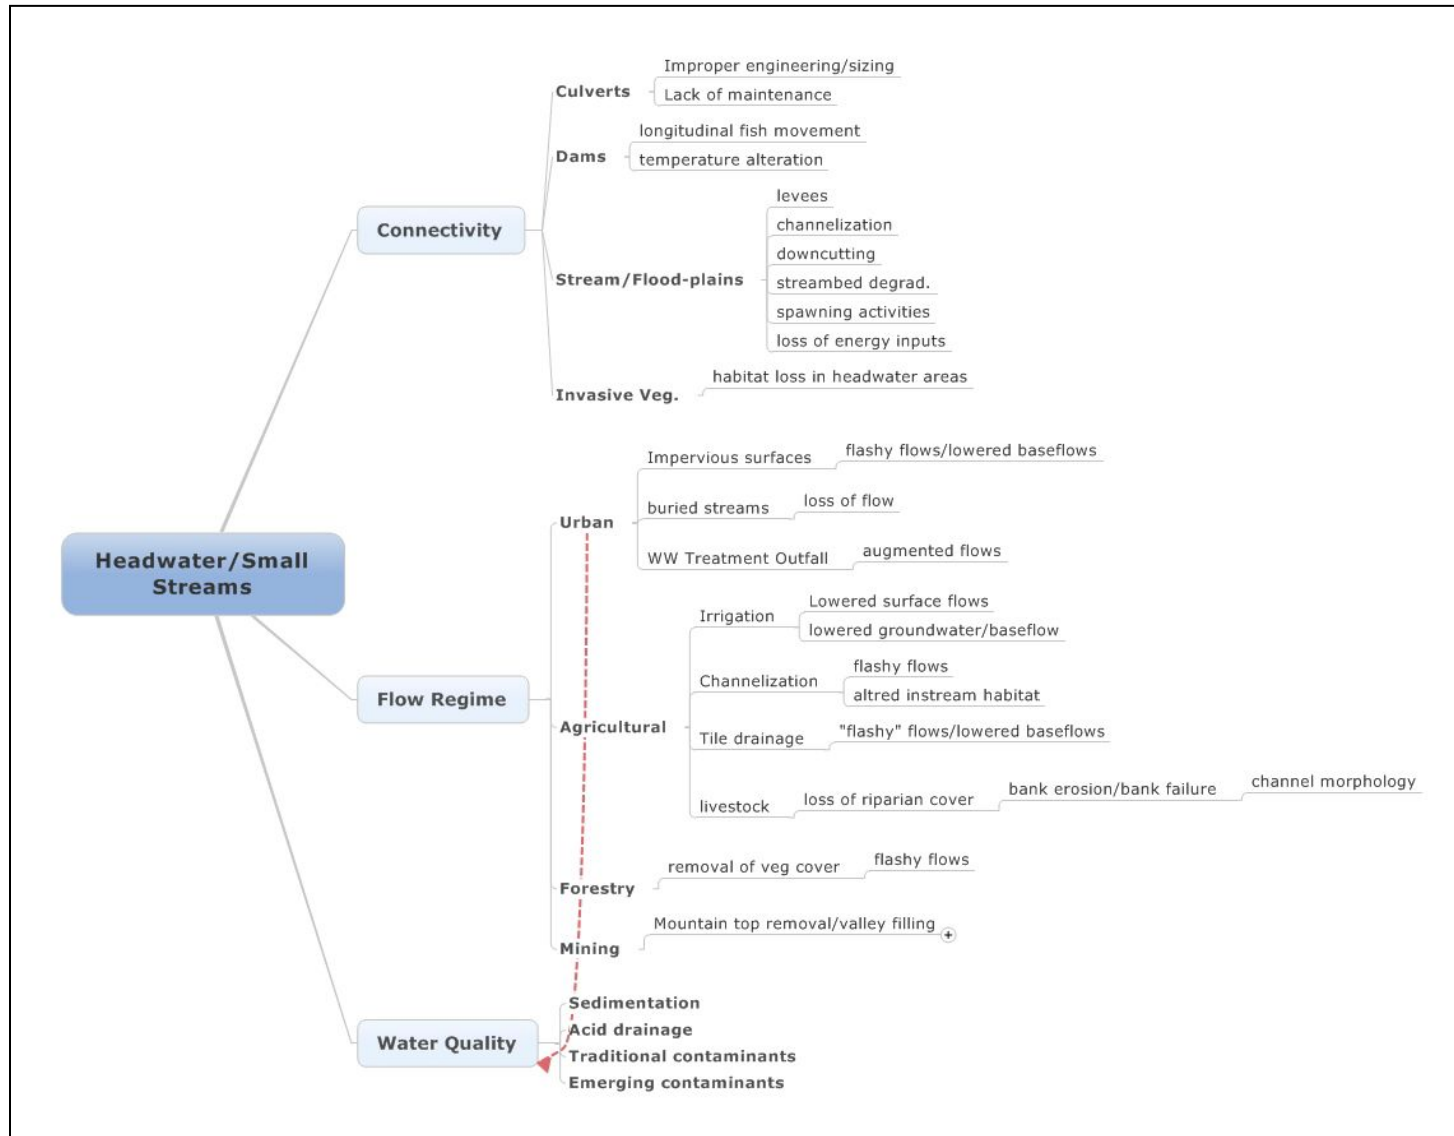 Headwater/Small
Streams
Connectivity
Culverts
Improper engineering/sizing
Lack of maintenance
Dams
longitudinal fish movement
temperature alteration
Stream/Flood-plains
levees
channelization
downcutting
streambed degrad.
spawning activities
loss of energy inputs
Invasive Veg.
habitat loss in headwater areas
Flow Regime
Urban
Impervious surfaces
flashy flows/lowered baseflows
buried streams
loss of flow
WW Treatment Outfall
augmented flows
Agricultural
Irrigation
Lowered surface flows
lowered groundwater/baseflow
Channelization
flashy flows
altred instream habitat
Tile drainage
"flashy" flows/lowered baseflows
livestock
loss of riparian cover
bank erosion/bank failure
channel morphology
Forestry
removal of veg cover
flashy flows
Mining
Mountain top removal/valley filling
Water Quality
Sedimentation
Acid drainage
Traditional contaminants
Emerging contaminants